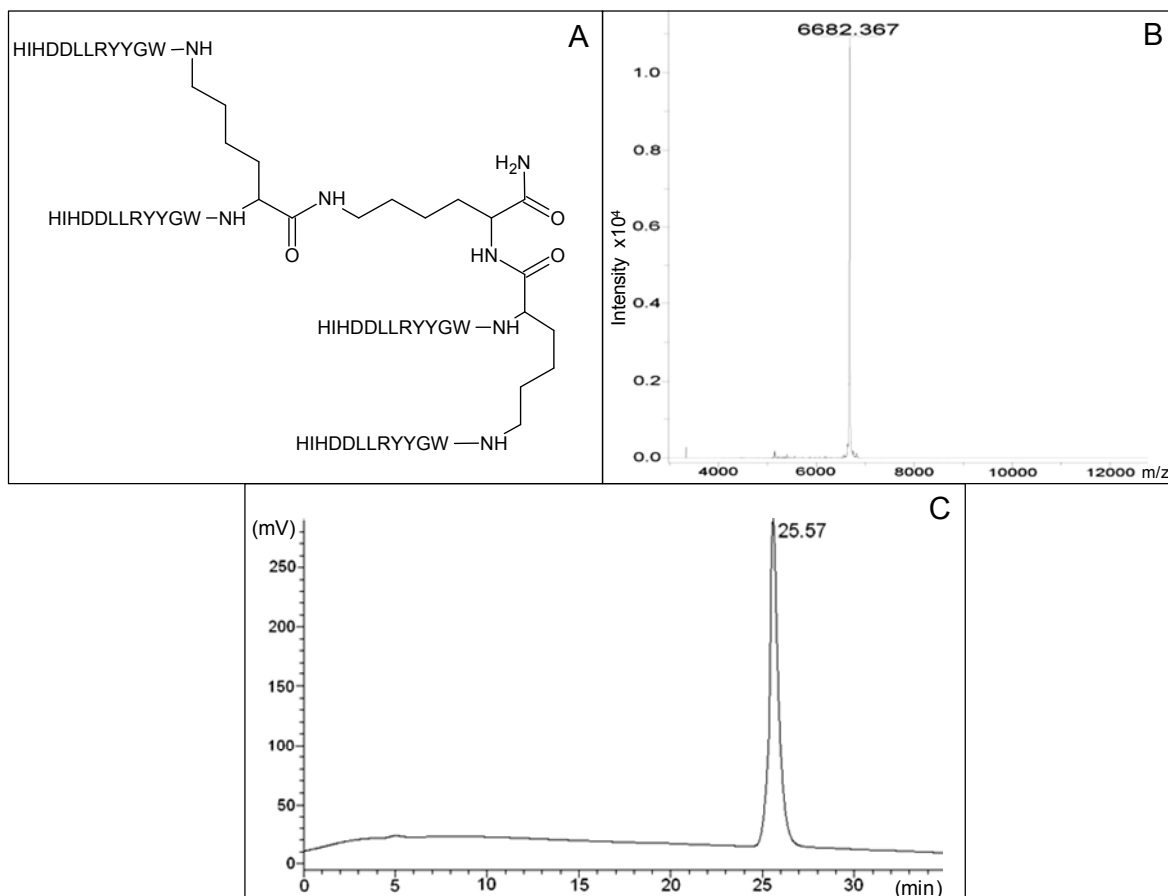 A
HIHDDLLRYYGW
NH
H₂N
HIHDDLLRYYGW
NH
O
NH
O
HN
O
HIHDDLLRYYGW
NH
HIHDDLLRYYGW
NH
B
6682.367
Intensity x10⁴
1.0
0.8
0.6
0.4
0.2
0.0
4000 6000 8000 10000 12000 m/z
C
(mV)
25.57
250
200
150
100
50
0
0 5 10 15 20 25 30
(min)